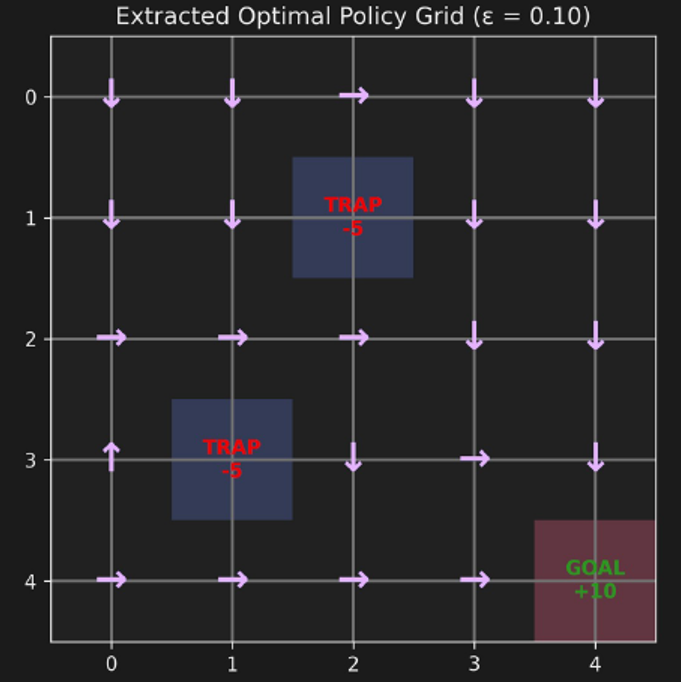 Extracted Optimal Policy Grid (ε = 0.10)
0
TRAP
-5
1
2
TRAP
-5
3
GOAL
+10
4
0 1 2 3 4